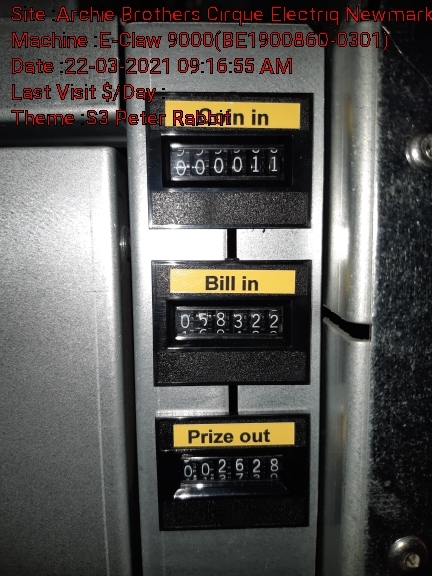 Site :Archie Brothers Cirque Electriq Newmark
Machine :E-Claw 9000(BE1900860-0301)
Date :22-03-2021 09:16:55 AM
Last Visit $/Day :
Theme :S3 Peter Rabbit
Coin in
000011
Bill in
058322
Prize out
002628